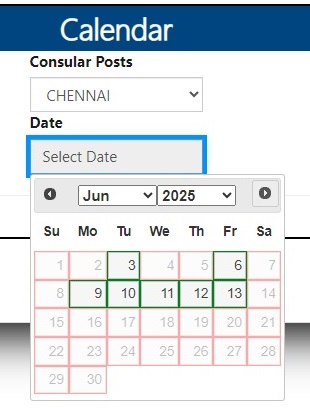 Calendar
Consular Posts
CHENNAI
Date
Select Date
Jun 2025
Su Mo Tu We Th Fr Sa
1 2 3 4 5 6 7
8 9 10 11 12 13 14
15 16 17 18 19 20 21
22 23 24 25 26 27 28
29 30